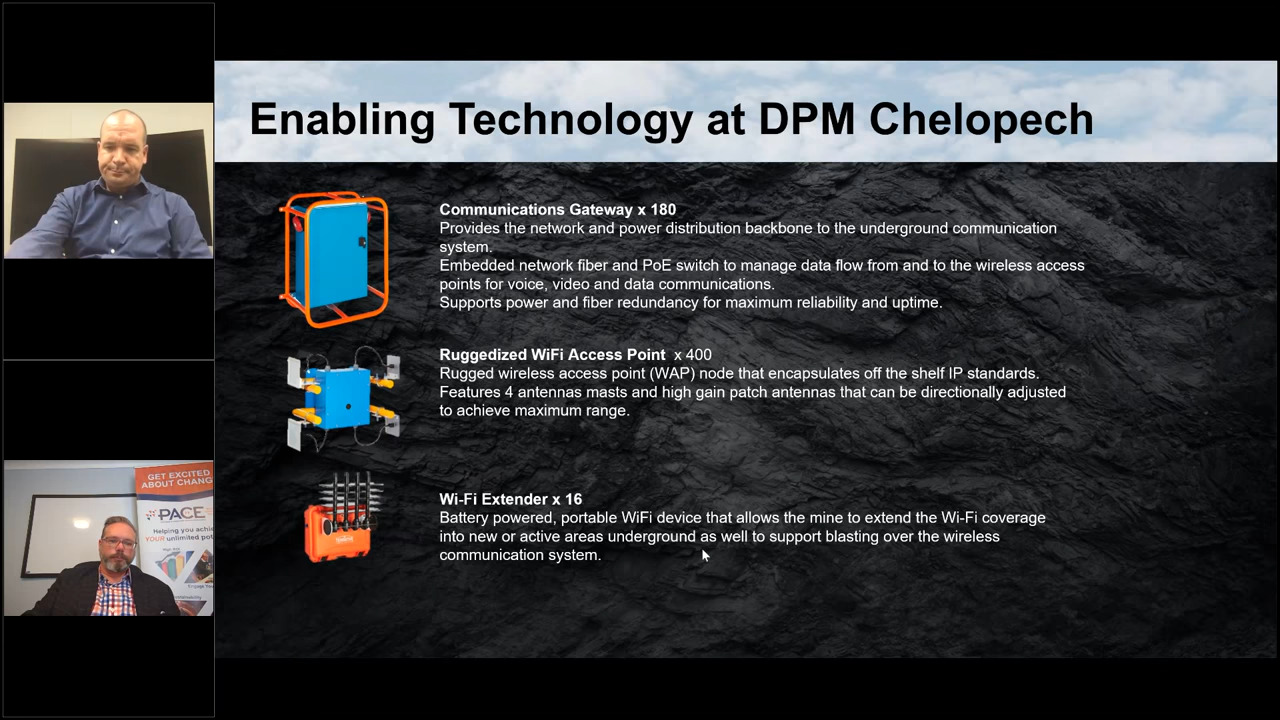 Enabling Technology at DPM Chelopech
Communications Gateway x 180
Provides the network and power distribution backbone to the underground communication
system.
Embedded network fiber and PoE switch to manage data flow from and to the wireless access
points for voice, video and data communications.
Supports power and fiber redundancy for maximum reliability and uptime.
Ruggedized WiFi Access Point x 400
Rugged wireless access point (WAP) node that encapsulates off the shelf IP standards.
Features 4 antennas masts and high gain patch antennas that can be directionally adjusted
to achieve maximum range.
Wi-Fi Extender x 16
Battery powered, portable WiFi device that allows the mine to extend the Wi-Fi coverage
into new or active areas underground as well to support blasting over the wireless
communication system.
GET EXCITED
ABOUT CHANG
PACE
Helping you achie
YOUR unlimited pot